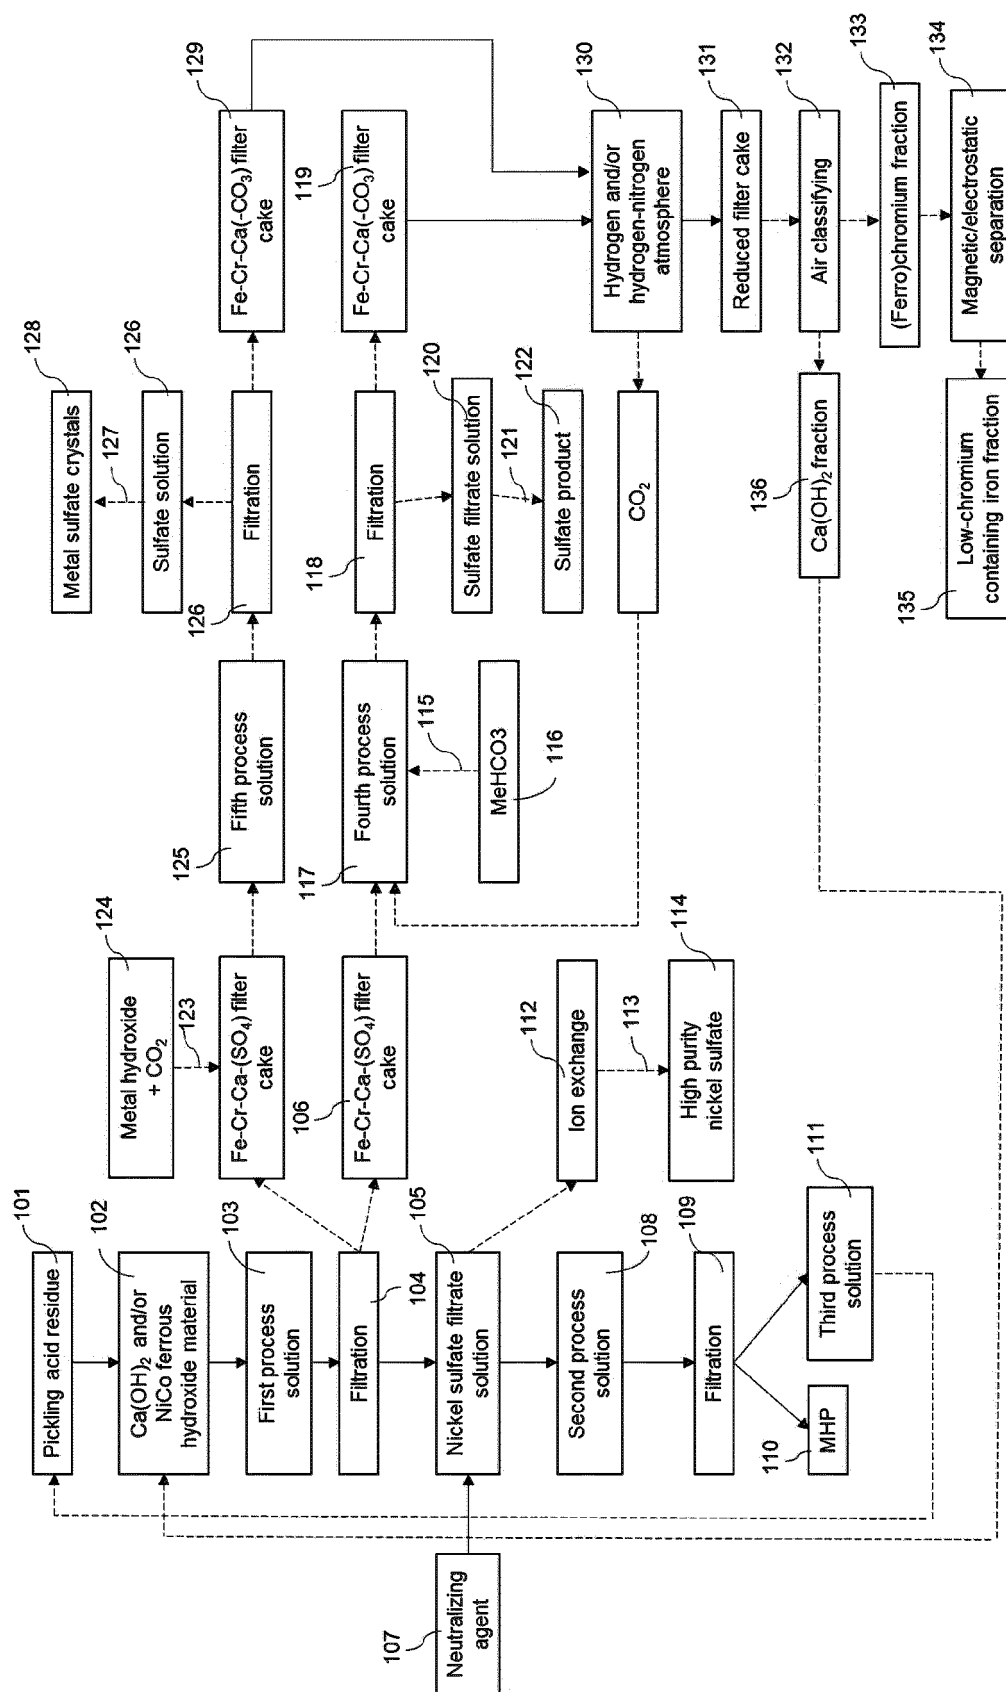 101
Pickling acid residue
102
Ca(OH)2 and/or
NiCo ferrous
hydroxide material
103
First process
solution
Filtration
104
105
Nickel sulfate filtrate
solution
107
Neutralizing
agent
108
Second process
solution
109
Filtration
110
MHP
111
Third process
solution
124
Metal hydroxide
+ CO2
123
Fe-Cr-Ca-(SO4) filter
cake
106
Fe-Cr-Ca-(SO4) filter
cake
112
Ion exchange
113
114
High purity
nickel sulfate
125
Fifth process
solution
117
Fourth process
solution
115
MeHCO3
116
128
Metal sulfate crystals
127
126
Sulfate solution
126
Filtration
118
Filtration
120
Sulfate filtrate solution
121
122
Sulfate product
CO2
136
Ca(OH)2 fraction
135
Low-chromium
containing iron fraction
129
Fe-Cr-Ca(-CO3) filter
cake
119
Fe-Cr-Ca(-CO3) filter
cake
130
Hydrogen and/or
hydrogen-nitrogen
atmosphere
131
Reduced filter cake
132
Air classifying
133
(Ferro)chromium fraction
134
Magnetic/electrostatic
separation